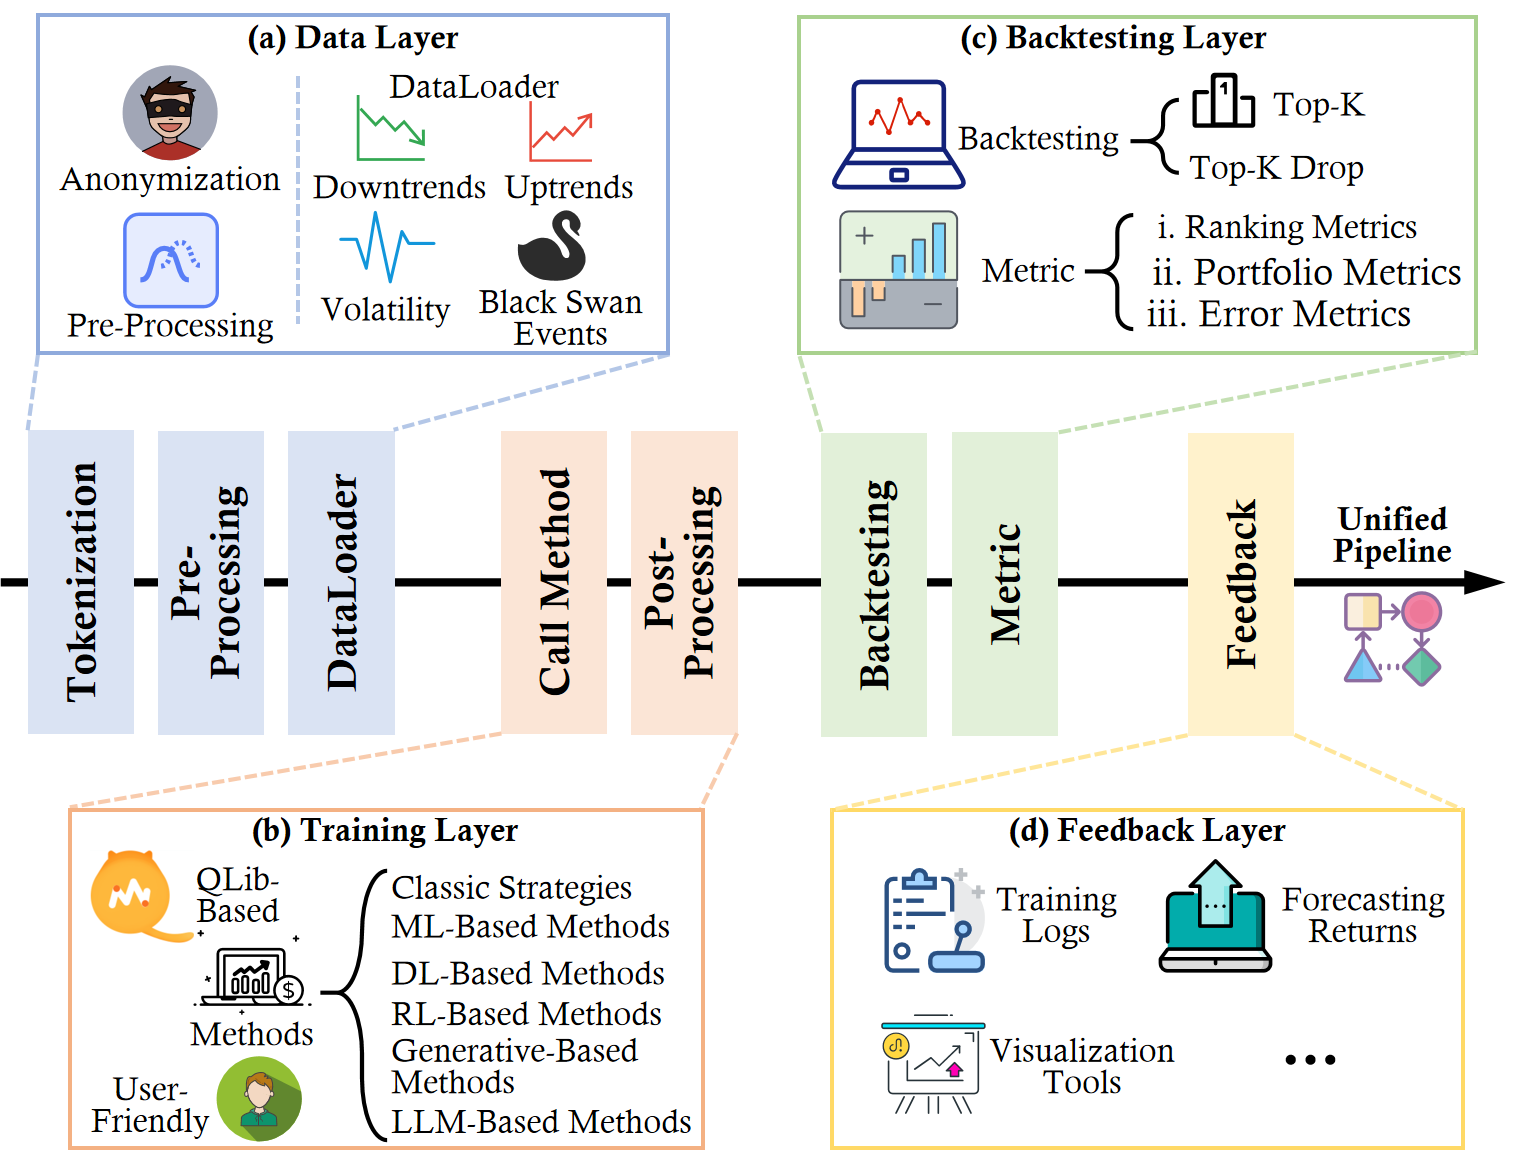 (a) Data Layer
DataLoader
Anonymization
Downtrends
Uptrends
Pre-Processing
Volatility
Black Swan
Events
(c) Backtesting Layer
1
Top-K
Backtesting
Top-K Drop
Metric
i. Ranking Metrics
ii. Portfolio Metrics
iii. Error Metrics
Tokenization
Pre-
Processing
DataLoader
Call Method
Post-
Processing
Backtesting
Metric
Feedback
Unified
Pipeline
(b) Training Layer
QLib-
Based
$
Methods
User-
Friendly
Classic Strategies
ML-Based Methods
DL-Based Methods
RL-Based Methods
Generative-Based
Methods
LLM-Based Methods
(d) Feedback Layer
Training
Logs
Forecasting
Returns
Visualization
Tools
...